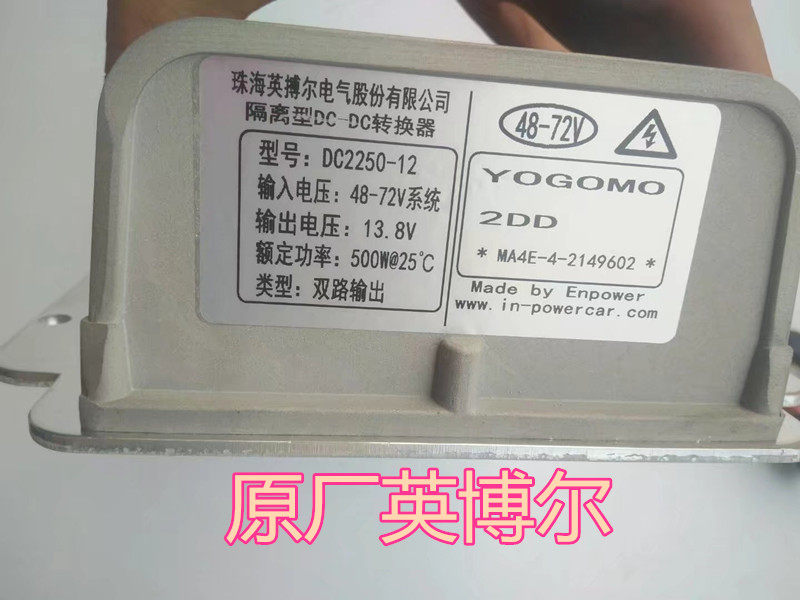 珠海英搏尔电气股份有限公司
隔离型DC-DC转换器
型号：DC2250-12
输入电压：48-72V系统
输出电压：13.8V
额定功率：500W@25℃
类型：双路输出
48-72V
YOGOMO
2DD
* MA4E-4-2149602 *
Made by Enpower
www.in-powercar.com
原厂英博尔